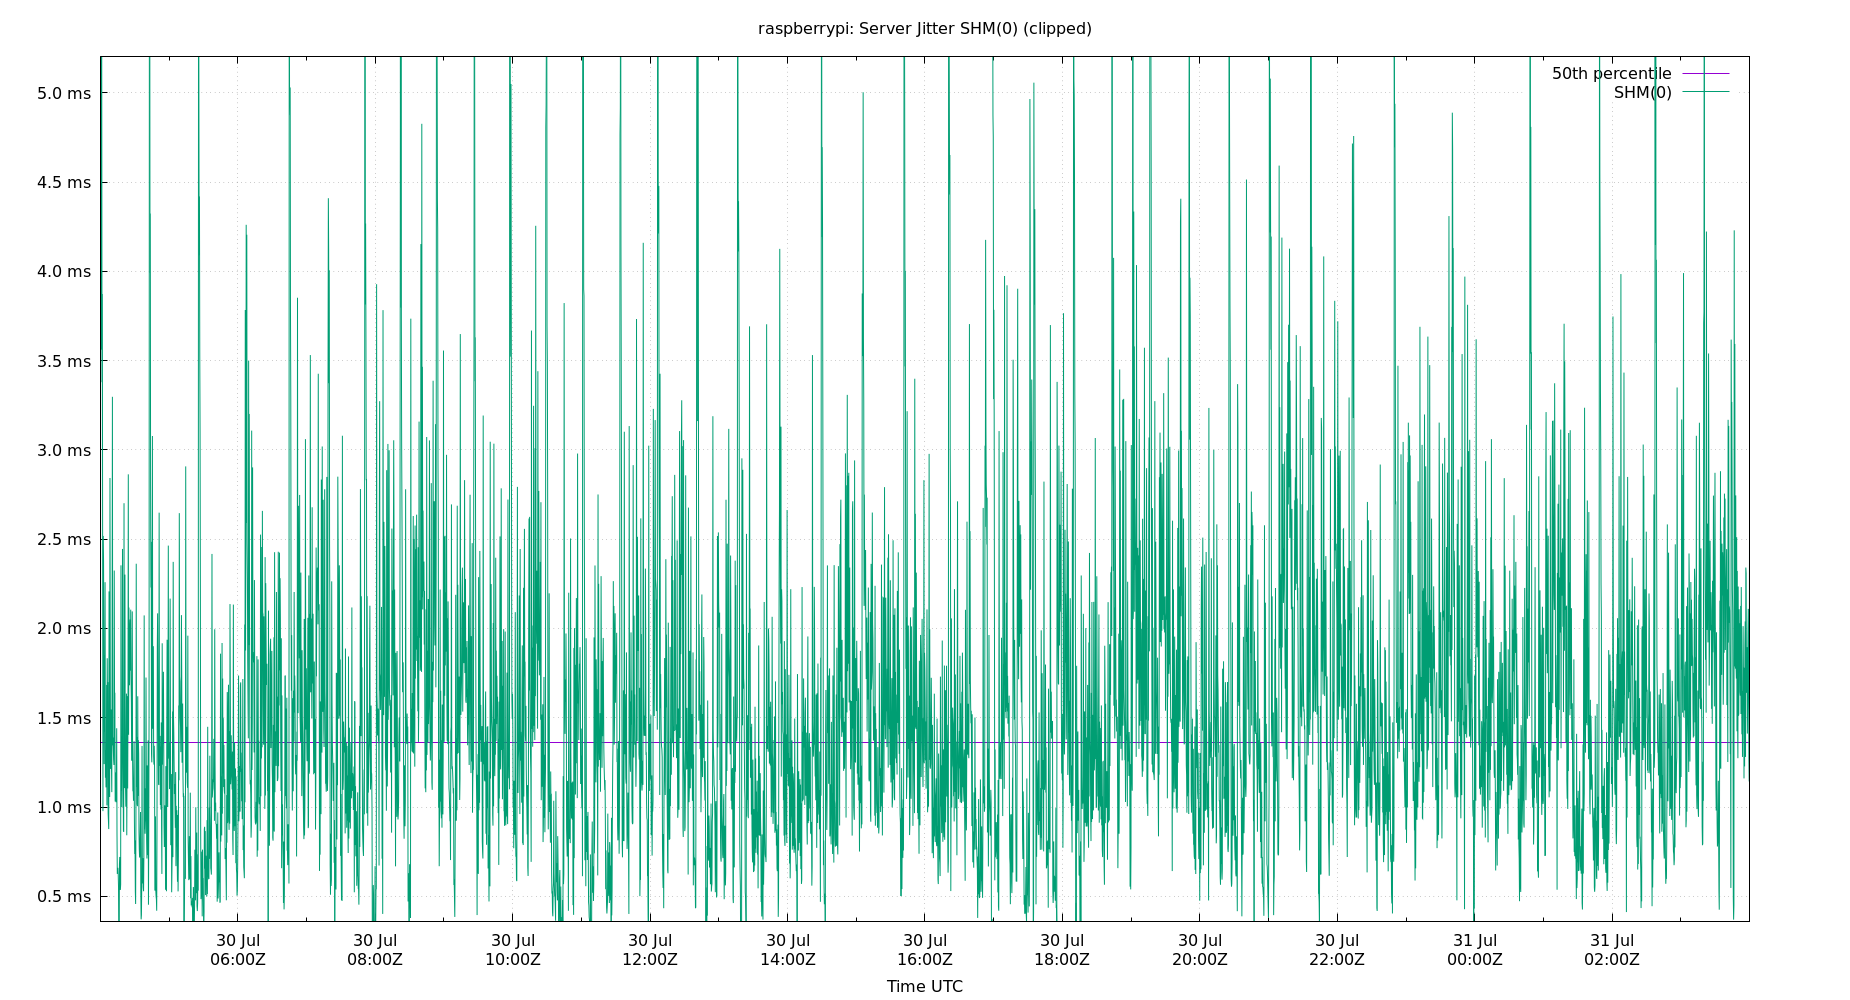 raspberrypi: Server Jitter SHM(0) (clipped)
50th percentile
SHM(0)
5.0 ms
4.5 ms
4.0 ms
3.5 ms
3.0 ms
2.5 ms
2.0 ms
1.5 ms
1.0 ms
0.5 ms
30 Jul 30 Jul 30 Jul 30 Jul 30 Jul 30 Jul 30 Jul 30 Jul 30 Jul 31 Jul 31 Jul
06:00Z 08:00Z 10:00Z 12:00Z 14:00Z 16:00Z 18:00Z 20:00Z 22:00Z 00:00Z 02:00Z
Time UTC